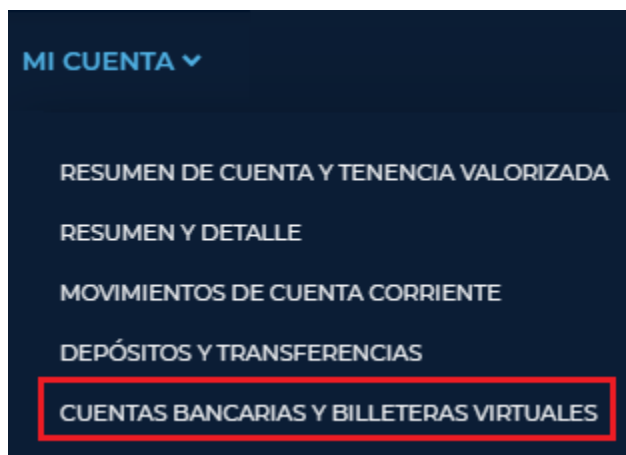 MI CUENTA
RESUMEN DE CUENTA Y TENENCIA VALORIZADA
RESUMEN Y DETALLE
MOVIMIENTOS DE CUENTA CORRIENTE
DEPÓSITOS Y TRANSFERENCIAS
CUENTAS BANCARIAS Y BILLETERAS VIRTUALES